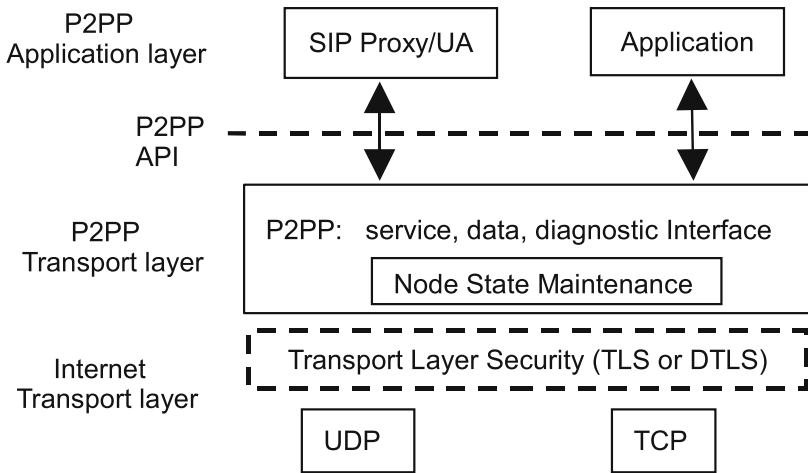 P2PP
Application layer
SIP Proxy/UA
Application
P2PP
API
P2PP
Transport layer
P2PP: service, data, diagnostic Interface
Node State Maintenance
Internet
Transport layer
Transport Layer Security (TLS or DTLS)
UDP
TCP